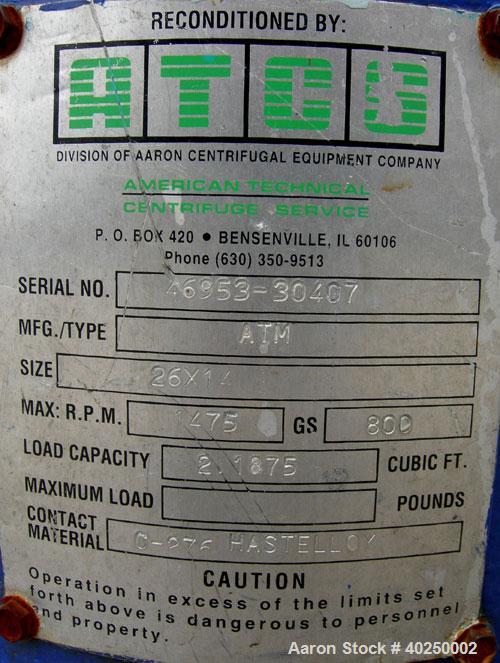 RECONDITIONED BY:
ATCS
DIVISION OF AARON CENTRIFUGAL EQUIPMENT COMPANY
AMERICAN TECHNICAL
CENTRIFUGE SERVICE
P. O. BOX 420 • BENSENVILLE, IL 60106
Phone (630) 350-9513
SERIAL NO. 46953-30407
MFG./TYPE ATM
SIZE 26X14
MAX: R.P.M. 1475 GS 800
LOAD CAPACITY 2.1875 CUBIC FT.
MAXIMUM LOAD POUNDS
CONTACT
MATERIAL C-276 HASTELLOY
CAUTION
Operation in excess of the limits set
forth above is dangerous to personnel
and property.
Aaron Stock # 40250002